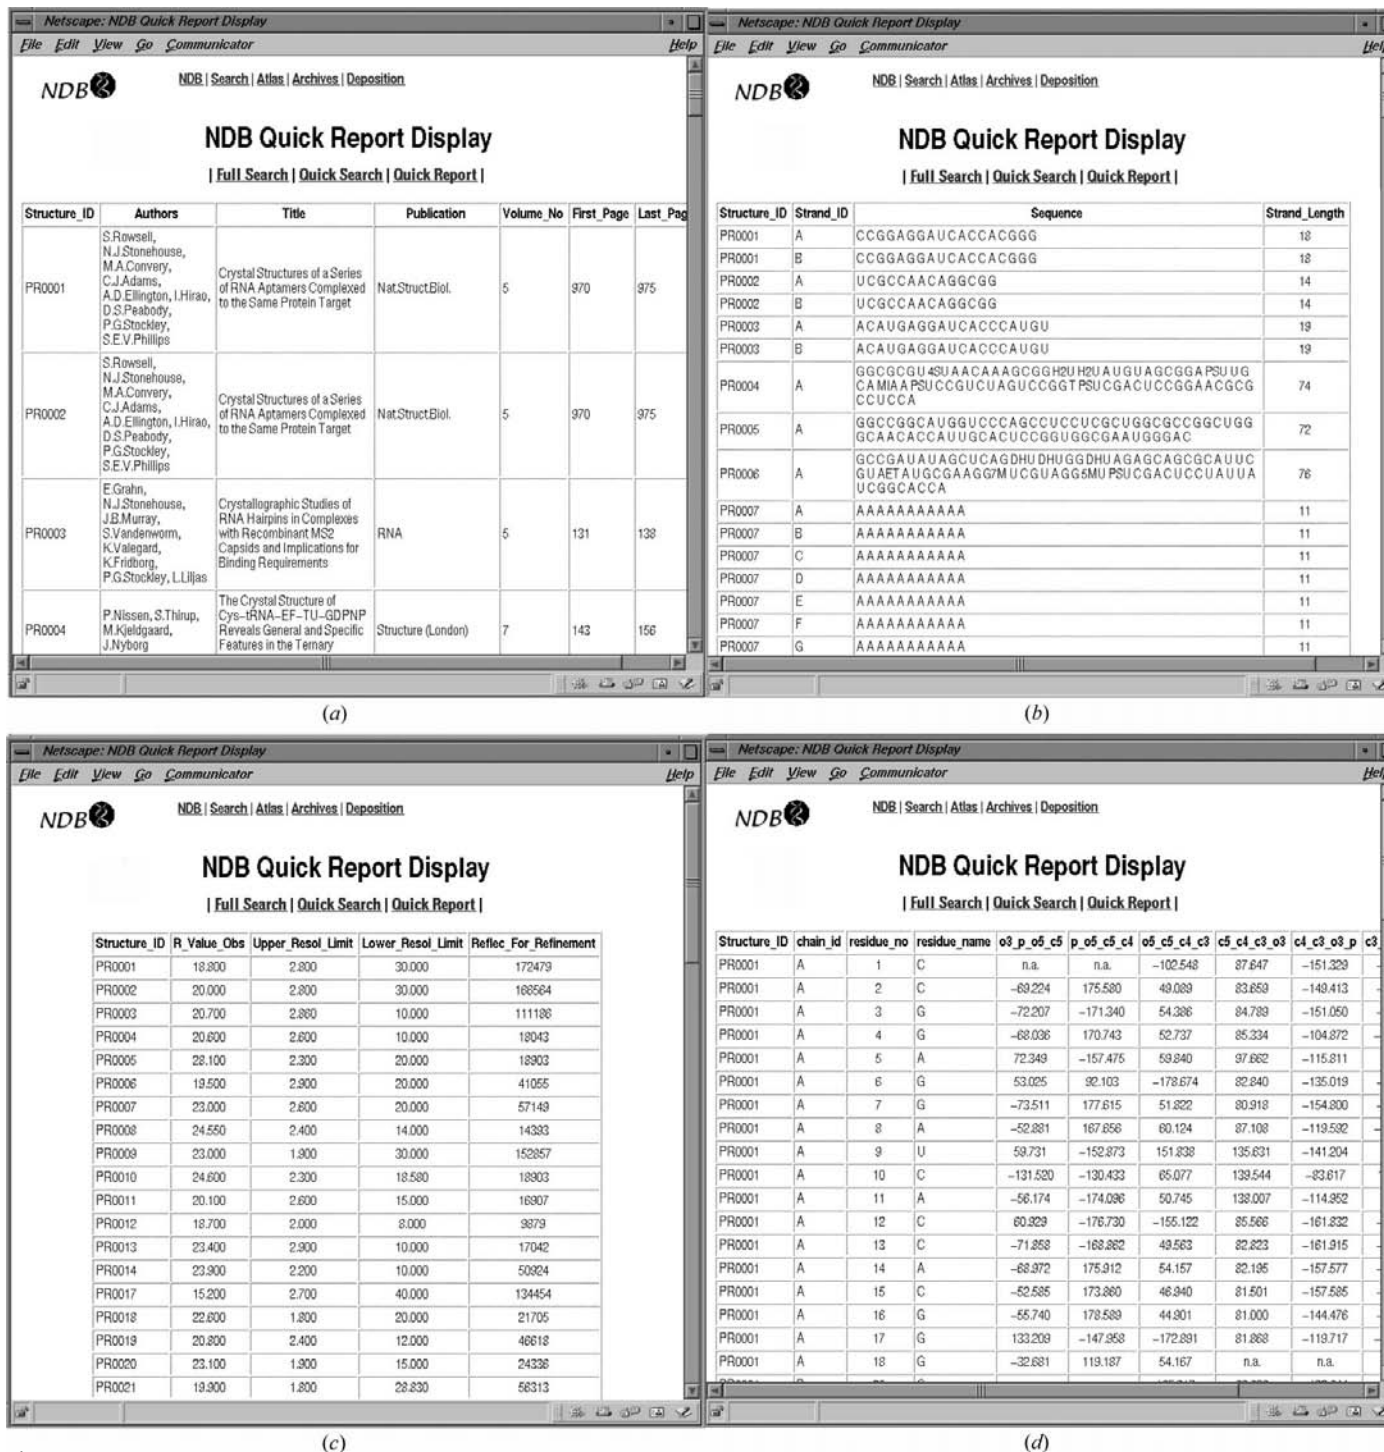 Netscape: NDB Quick Report Display
File Edit View Go Communicator Help
NDB
NDB | Search | Atlas | Archives | Deposition
NDB Quick Report Display
| Full Search | Quick Search | Quick Report |
Structure_ID Authors Title Publication Volume_No First_Page Last_Pag
PR0001
S.Rowsell,
N.J.Stonehouse,
M.A.Convery,
C.J.Adams,
A.D.Ellington, I.Hirao,
D.S.Peabody,
P.G.Stockley,
S.E.V.Phillips
Crystal Structures of a Series
of RNA Aptamers Complexed
to the Same Protein Target
Nat.Struct.Biol. 5 970 975
PR0002
S.Rowsell,
N.J.Stonehouse,
M.A.Convery,
C.J.Adams,
A.D.Ellington, I.Hirao,
D.S.Peabody,
P.G.Stockley,
S.E.V.Phillips
Crystal Structures of a Series
of RNA Aptamers Complexed
to the Same Protein Target
Nat.Struct.Biol. 5 970 975
PR0003
E.Grahn,
N.J.Stonehouse,
J.B.Murray,
S.Vandenworm,
K.Valegard,
K.Fridborg,
P.G.Stockley, L.Liljas
Crystallographic Studies of
RNA Hairpins in Complexes
with Recombinant MS2
Capsids and Implications for
Binding Requirements
RNA 5 131 138
PR0004
P.Nissen, S.Thirup,
M.Kjeldgaard,
J.Nyborg
The Crystal Structure of
Cys-tRNA-EF-TU-GDPNP
Reveals General and Specific
Features in the Ternary
Structure (London) 7 143 156
(a)
Netscape: NDB Quick Report Display
File Edit View Go Communicator Hel
NDB
NDB | Search | Atlas | Archives | Deposition
NDB Quick Report Display
| Full Search | Quick Search | Quick Report |
Structure_ID Strand_ID Sequence Strand_Length
PR0001 A CCGGAGGAUCACCACGGG 18
PR0001 B CCGGAGGAUCACCACGGG 18
PR0002 A UCGCCAACAGGCGG 14
PR0002 B UCGCCAACAGGCGG 14
PR0003 A ACAUGAGGAUCACCCAUGU 19
PR0003 B ACAUGAGGAUCACCCAUGU 19
PR0004 A 74
GGCGCGU4SUAACAAAGCGGH2UH2UAUGUAGCGGAPSUUG
CAMIAAPSUCCGUCUAGUCCGGTPSUCGACUCCGGAACGCG
CCUCCA
PR0005 A 72
GGCCGGCAUGGUCCCAGCCUCCUCGCUGGCGCCGGCUGG
GCAACACCAUUGCACUCCGGUGGCGAAUGGGAC
PR0006 A 76
GCCGAUAUAGCUCAGDHUDHUGGDHUAGAGCAGCGCAUUC
GUAETAUGCGAAGG7MUCGUAGG5MUPSUCGACUCCUAUUA
UCGGCACCA
PR0007 A AAAAAAAAAAA 11
PR0007 B AAAAAAAAAAA 11
PR0007 C AAAAAAAAAAA 11
PR0007 D AAAAAAAAAAA 11
PR0007 E AAAAAAAAAAA 11
PR0007 F AAAAAAAAAAA 11
PR0007 G AAAAAAAAAAA 11
(b)
Netscape: NDB Quick Report Display
File Edit View Go Communicator Help
NDB
NDB | Search | Atlas | Archives | Deposition
NDB Quick Report Display
| Full Search | Quick Search | Quick Report |
Structure_ID R_Value_Obs Upper_Resol_Limit Lower_Resol_Limit Reflec_For_Refinement
PR0001 18.800 2.800 30.000 172479
PR0002 20.000 2.800 30.000 168564
PR0003 20.700 2.860 10.000 111186
PR0004 20.600 2.600 10.000 18043
PR0005 28.100 2.300 20.000 18903
PR0006 19.500 2.900 20.000 41055
PR0007 23.000 2.600 20.000 57149
PR0008 24.550 2.400 14.000 14393
PR0009 23.000 1.900 30.000 152857
PR0010 24.600 2.300 18.580 18903
PR0011 20.100 2.600 15.000 16907
PR0012 18.700 2.000 8.000 9879
PR0013 23.400 2.900 10.000 17042
PR0014 23.900 2.200 10.000 50924
PR0017 15.200 2.700 40.000 134454
PR0018 22.600 1.800 20.000 21705
PR0019 20.800 2.400 12.000 46618
PR0020 23.100 1.900 15.000 24336
PR0021 19.900 1.800 28.830 56313
(c)
Netscape: NDB Quick Report Display
File Edit View Go Communicator Hel
NDB
NDB | Search | Atlas | Archives | Deposition
NDB Quick Report Display
| Full Search | Quick Search | Quick Report |
Structure_ID chain_id residue_no residue_name o3_p_o5_c5 p_o5_c5_c4 o5_c5_c4_c3 c5_c4_c3_o3 c4_c3_o3_p c3_
PR0001 A 1 C n.a. n.a. -102.548 87.647 -151.329
PR0001 A 2 C -69.224 175.580 49.089 83.659 -149.413
PR0001 A 3 G -72.207 -171.340 54.386 84.789 -151.050
PR0001 A 4 G -68.036 170.743 52.737 85.334 -104.872
PR0001 A 5 A 72.349 -157.475 59.840 97.662 -115.811
PR0001 A 6 G 53.025 92.103 -178.674 82.840 -135.019
PR0001 A 7 G -73.511 177.615 51.822 80.918 -154.800
PR0001 A 8 A -52.881 167.656 60.124 87.108 -119.592
PR0001 A 9 U 59.731 -152.873 151.838 135.631 -141.204
PR0001 A 10 C -131.520 -130.433 65.077 139.544 -83.617
PR0001 A 11 A -56.174 -174.096 50.745 138.007 -114.952
PR0001 A 12 C 60.929 -176.730 -155.122 85.566 -161.832
PR0001 A 13 C -71.858 -168.862 49.563 82.823 -161.915
PR0001 A 14 A -68.972 175.912 54.157 82.195 -157.577
PR0001 A 15 C -52.585 173.860 46.940 81.501 -157.585
PR0001 A 16 G -55.740 178.589 44.901 81.000 -144.476
PR0001 A 17 G 133.209 -147.958 -172.891 81.868 -119.717
PR0001 A 18 G -32.681 119.187 54.167 n.a. n.a.
(d)